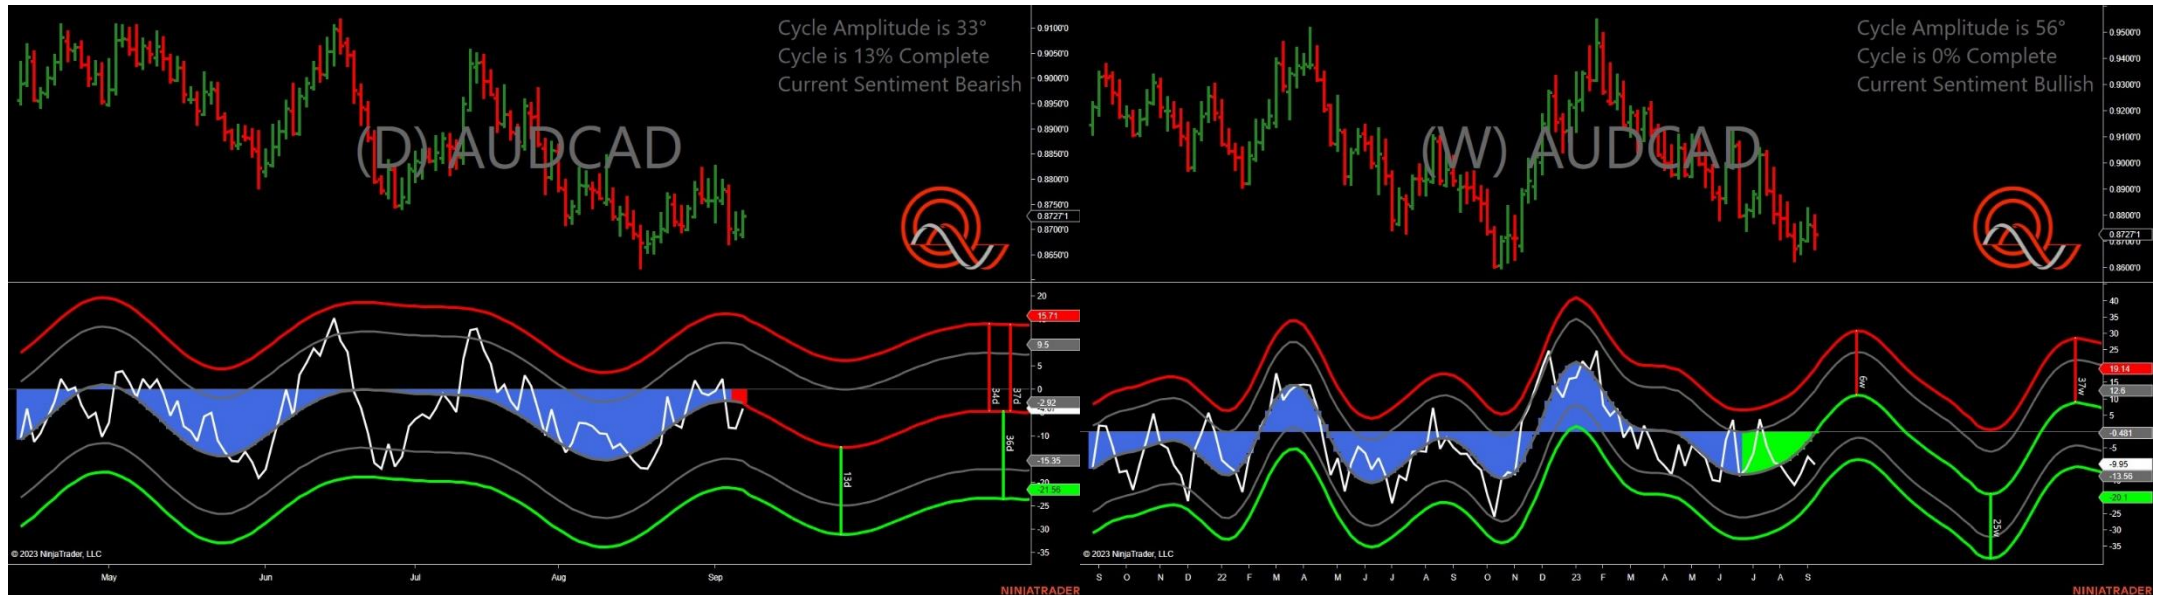 Cycle Amplitude is 33°
Cycle is 13% Complete
Current Sentiment Bearish
(D) AUDCAD
0.9100'0
0.9050'0
0.9000'0
0.8950'0
0.8900'0
0.8850'0
0.8800'0
0.8750'0
0.8727'1
0.8700'0
0.8650'0
20
15.71
9.5
5
0
-2.92
-10
-15.35
-21.56
-25
-30
-35
34d
37d
36d
13d
© 2023 NinjaTrader, LLC
May
Jun
Jul
Aug
Sep
NINJATRADER
Cycle Amplitude is 56°
Cycle is 0% Complete
Current Sentiment Bullish
(W) AUDCAD
0.9500'0
0.9400'0
0.9300'0
0.9200'0
0.9100'0
0.9000'0
0.8900'0
0.8800'0
0.8727'1
0.8700'0
0.8600'0
40
35
30
25
19.14
15
12.6
10
5
-0.481
-5
-9.95
-13.56
-20.1
-25
-30
-35
6w
37w
25w
© 2023 NinjaTrader, LLC
S
O
N
D
22
F
M
A
M
J
J
A
S
O
N
D
23
F
M
A
M
J
J
A
S
NINJATRADER